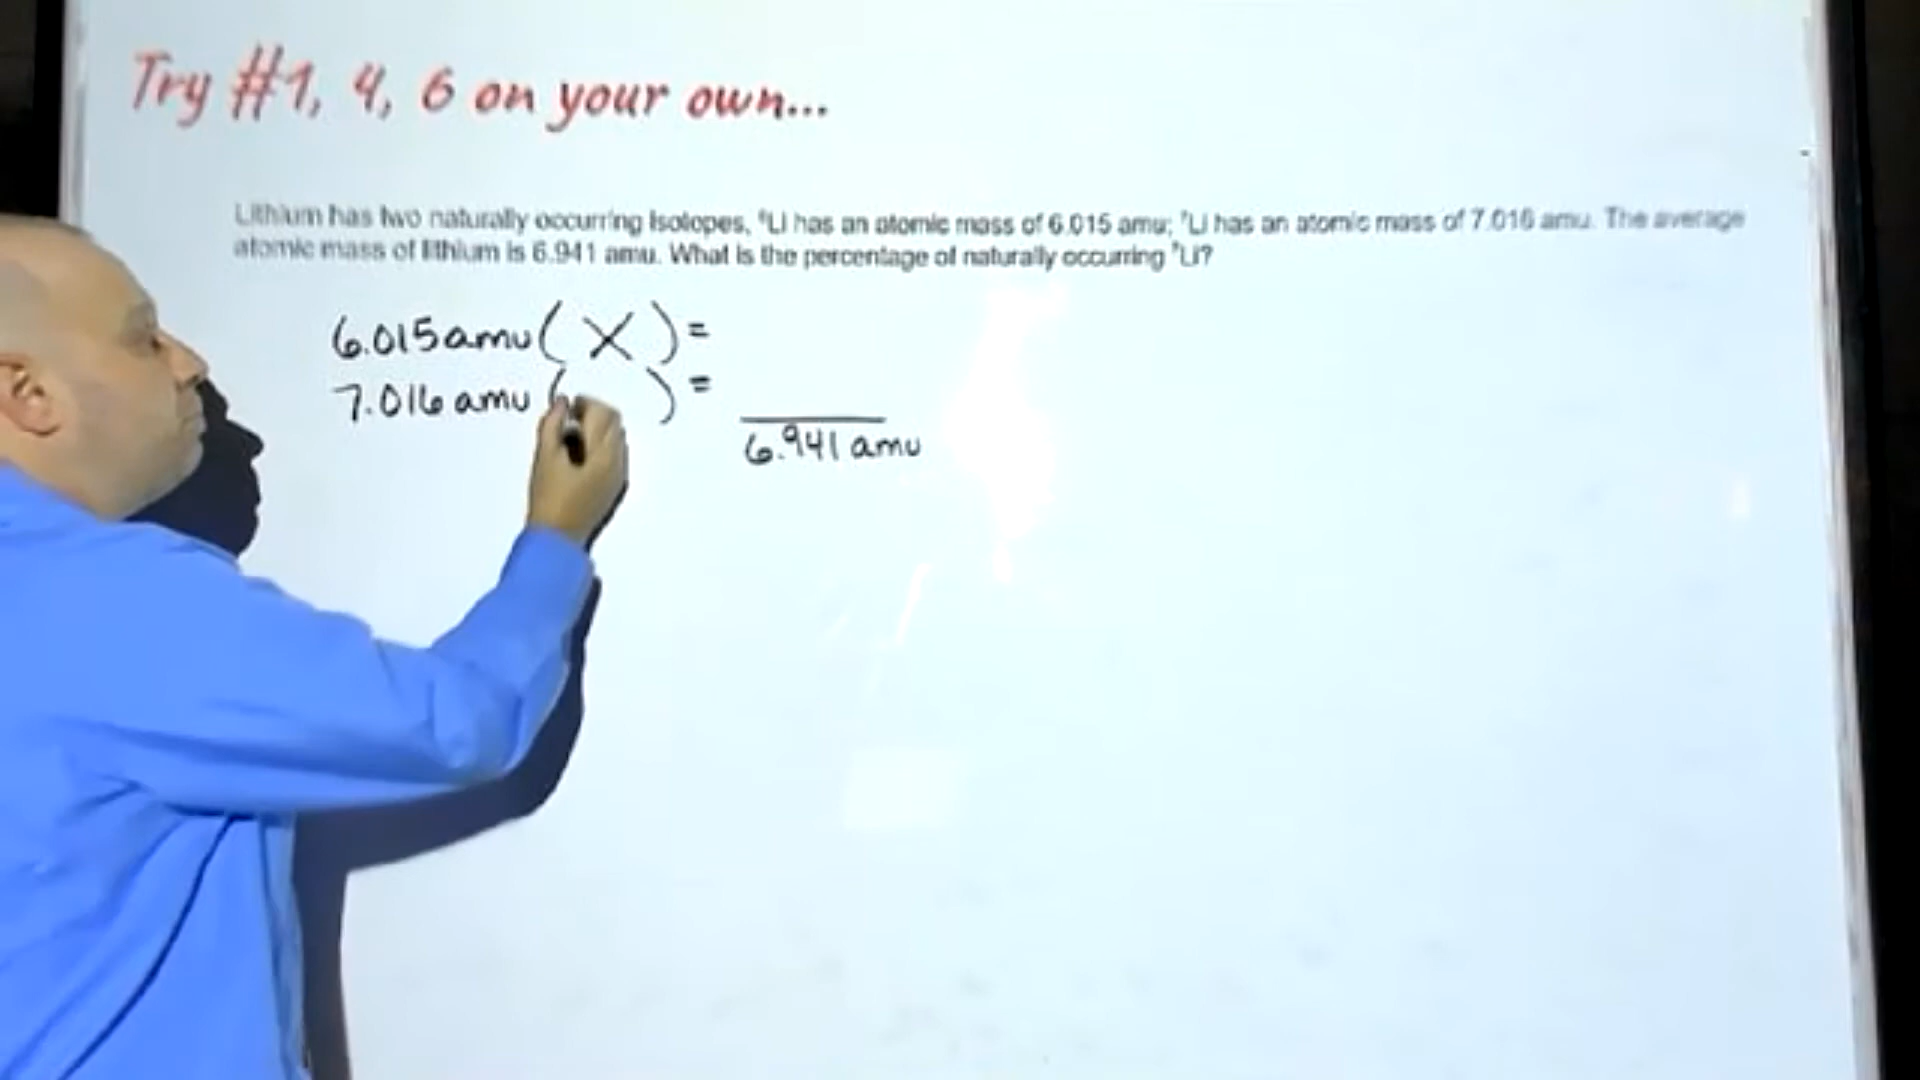 Try #1, 4, 6 on your own...
Lithium has two naturally occurring isotopes, ⁶Li has an atomic mass of 6.015 amu; ⁷Li has an atomic mass of 7.016 amu. The average
atomic mass of lithium is 6.941 amu. What is the percentage of naturally occurring ⁷Li?
6.015 amu ( X ) =
7.016 amu ( ) =
6.941 amu